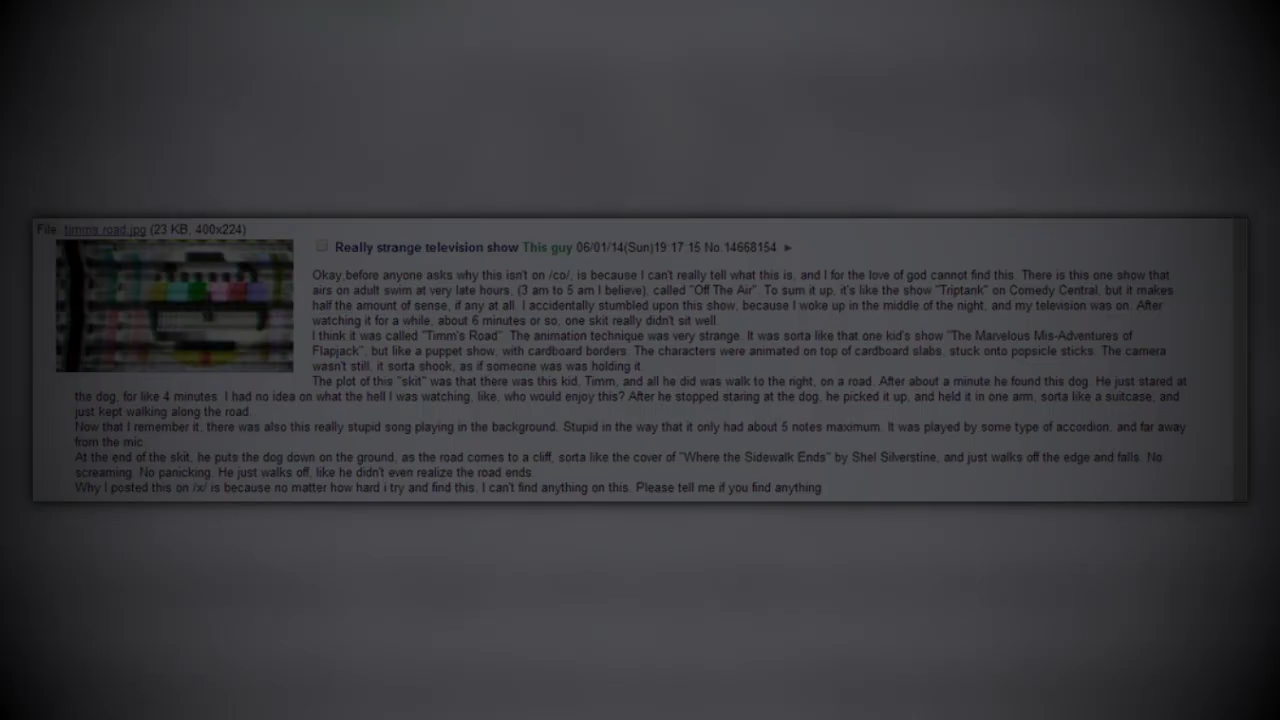 File: timms road.jpg (23 KB, 400x224)
Really strange television show This guy 06/01/14(Sun)19:17:15 No.14668154 ►
Okay,before anyone asks why this isn't on /co/, is because I can't really tell what this is, and I for the love of god cannot find this. There is this one show that
airs on adult swim at very late hours, (3 am to 5 am I believe), called "Off The Air". To sum it up, it's like the show "Triptank" on Comedy Central, but it makes
half the amount of sense, if any at all. I accidentally stumbled upon this show, because I woke up in the middle of the night, and my television was on. After
watching it for a while, about 6 minutes or so, one skit really didn't sit well.
I think it was called "Timm's Road". The animation technique was very strange. It was sorta like that one kid's show "The Marvelous Mis-Adventures of
Flapjack", but like a puppet show, with cardboard borders. The characters were animated on top of cardboard slabs, stuck onto popsicle sticks. The camera
wasn't still, it sorta shook, as if someone was was holding it.
The plot of this "skit" was that there was this kid, Timm, and all he did was walk to the right, on a road. After about a minute he found this dog. He just stared at
the dog, for like 4 minutes. I had no idea on what the hell I was watching, like, who would enjoy this? After he stopped staring at the dog, he picked it up, and held it in one arm, sorta like a suitcase, and
just kept walking along the road.
Now that I remember it, there was also this really stupid song playing in the background. Stupid in the way that it only had about 5 notes maximum. It was played by some type of accordion, and far away
from the mic.
At the end of the skit, he puts the dog down on the ground, as the road comes to a cliff, sorta like the cover of "Where the Sidewalk Ends" by Shel Silverstine, and just walks off the edge and falls. No
screaming. No panicking. He just walks off, like he didn't even realize the road ends.
Why I posted this on /x/ is because no matter how hard i try and find this, I can't find anything on this. Please tell me if you find anything